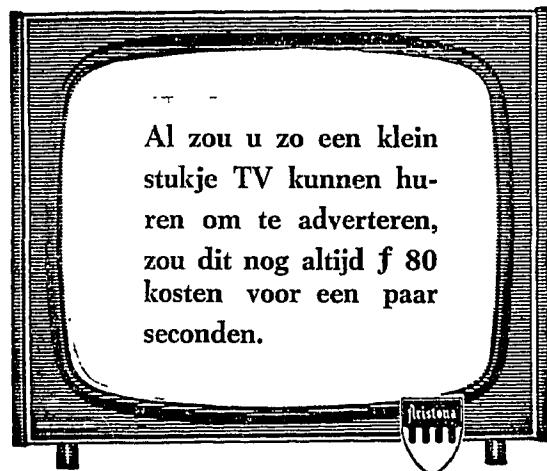 Al zou u zo een klein
stukje TV kunnen hu-
ren om te adverteren,
zou dit nog altijd f 80
kosten voor een paar
seconden.
Aristona